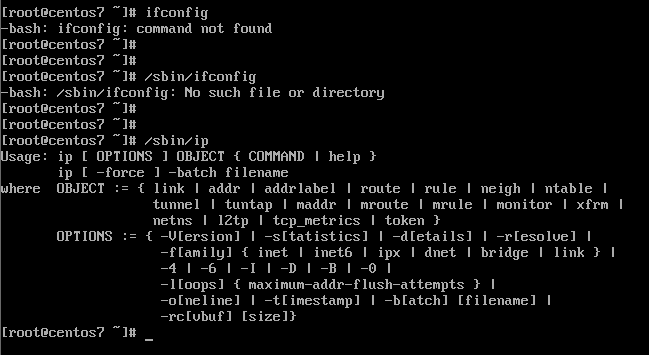 [root@centos7 ~]# ifconfig
-bash: ifconfig: command not found
[root@centos7 ~]#
[root@centos7 ~]#
[root@centos7 ~]# /sbin/ifconfig
-bash: /sbin/ifconfig: No such file or directory
[root@centos7 ~]#
[root@centos7 ~]#
[root@centos7 ~]# /sbin/ip
Usage: ip [ OPTIONS ] OBJECT { COMMAND | help }
       ip [ -force ] -batch filename
where  OBJECT := { link | addr | addrlabel | route | rule | neigh | ntable |
                   tunnel | tuntap | maddr | mroute | mrule | monitor | xfrm |
                   netns | l2tp | tcp_metrics | token }
       OPTIONS := { -V[ersion] | -s[tatistics] | -d[etails] | -r[esolve] |
                    -f[amily] { inet | inet6 | ipx | dnet | bridge | link } |
                    -4 | -6 | -I | -D | -B | -0 |
                    -l[oops] { maximum-addr-flush-attempts } |
                    -o[neline] | -t[imestamp] | -b[atch] [filename] |
                    -rc[vbuf] [size]}
[root@centos7 ~]# _